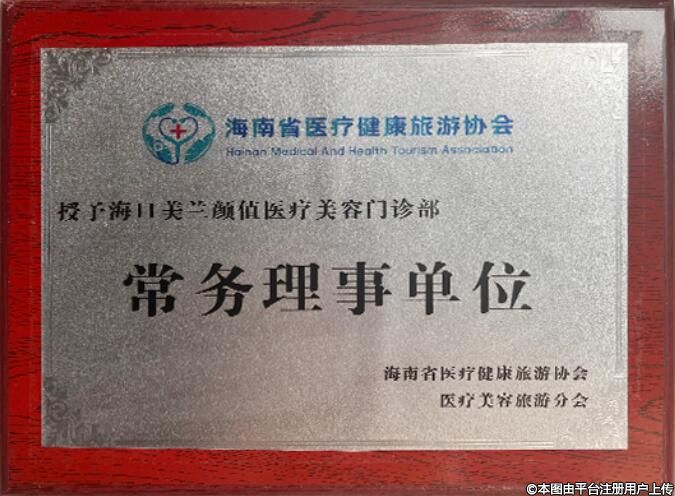 海南省医疗健康旅游协会
Hainan Medical And Health Tourism Association
授予海口美兰颜值医疗美容门诊部
常务理事单位
海南省医疗健康旅游协会
医疗美容旅游分会
©本图由平台注册用户上传